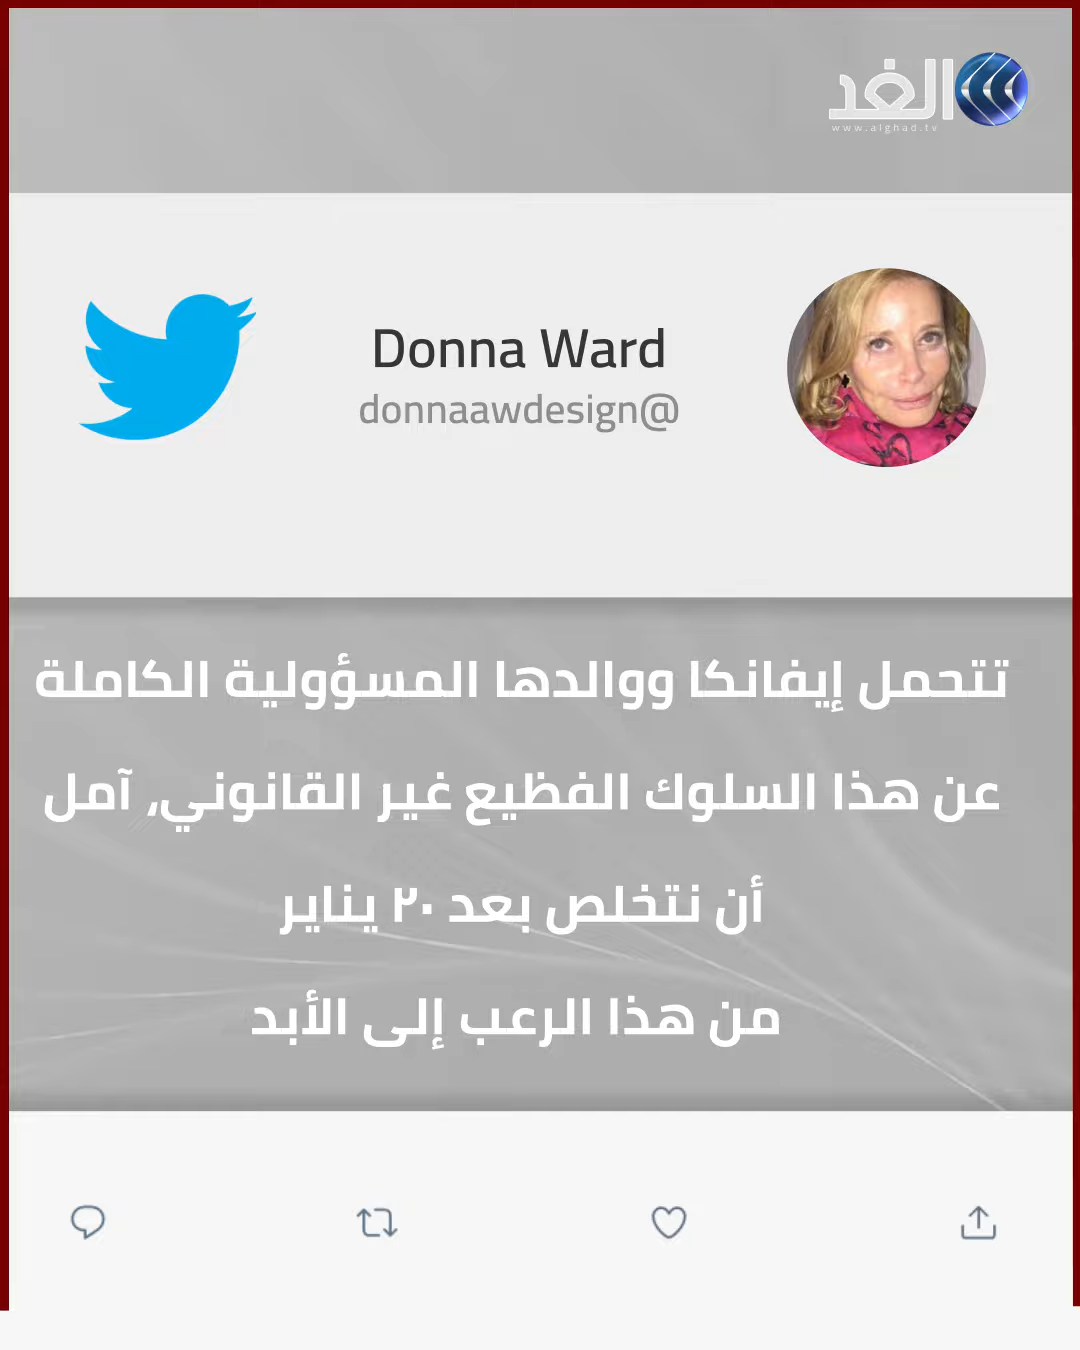 الغد
www.alghad.tv
Donna Ward
donnaawdesign@
تتحمل إيفانكا ووالدها المسؤولية الكاملة
عن هذا السلوك الفظيع غير القانوني، آمل
أن نتخلص بعد ٢٠ يناير
من هذا الرعب إلى الأبد